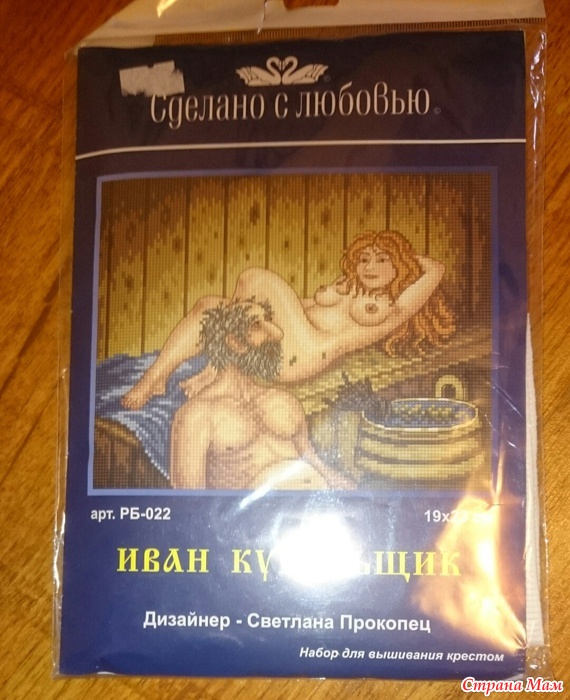 Сделано с любовью
арт. РБ-022
ИВАН
Дизайнер - Светлана Прокопец
Набор для вышивания крестом
Страна Мам